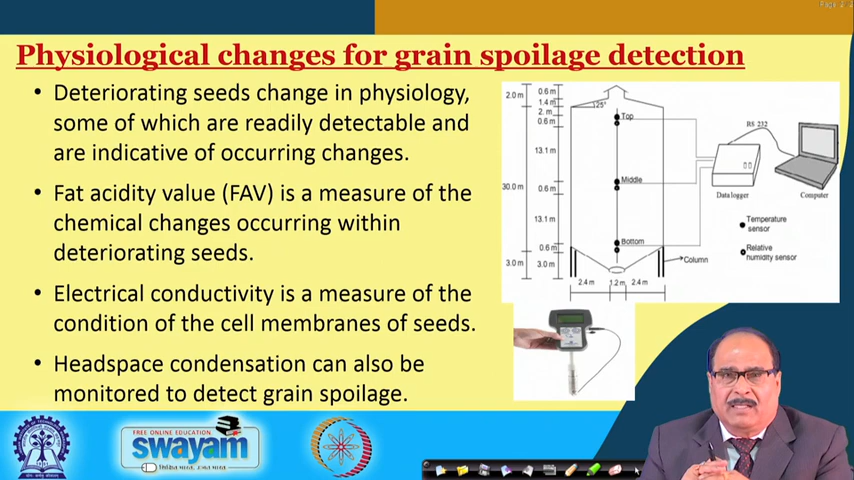 Physiological changes for grain spoilage detection
• Deteriorating seeds change in physiology,
some of which are readily detectable and
are indicative of occurring changes.
• Fat acidity value (FAV) is a measure of the
chemical changes occurring within
deteriorating seeds.
• Electrical conductivity is a measure of the
condition of the cell membranes of seeds.
• Headspace condensation can also be
monitored to detect grain spoilage.
2.0 m
0.6 m
1.4 m
2. m
0.6 m
25°
Top
13.1 m
30.0 m
Middle
0.6 m
13.1 m
0.6 m
Bottom
3.0 m
3.0 m
Column
2.4 m
1.2 m
2.4 m
RS 232
Data logger
Computer
Temperature
sensor
Relative
humidity sensor
FREE ONLINE EDUCATION
swayam
शिक्षित भारत, उन्नत भारत